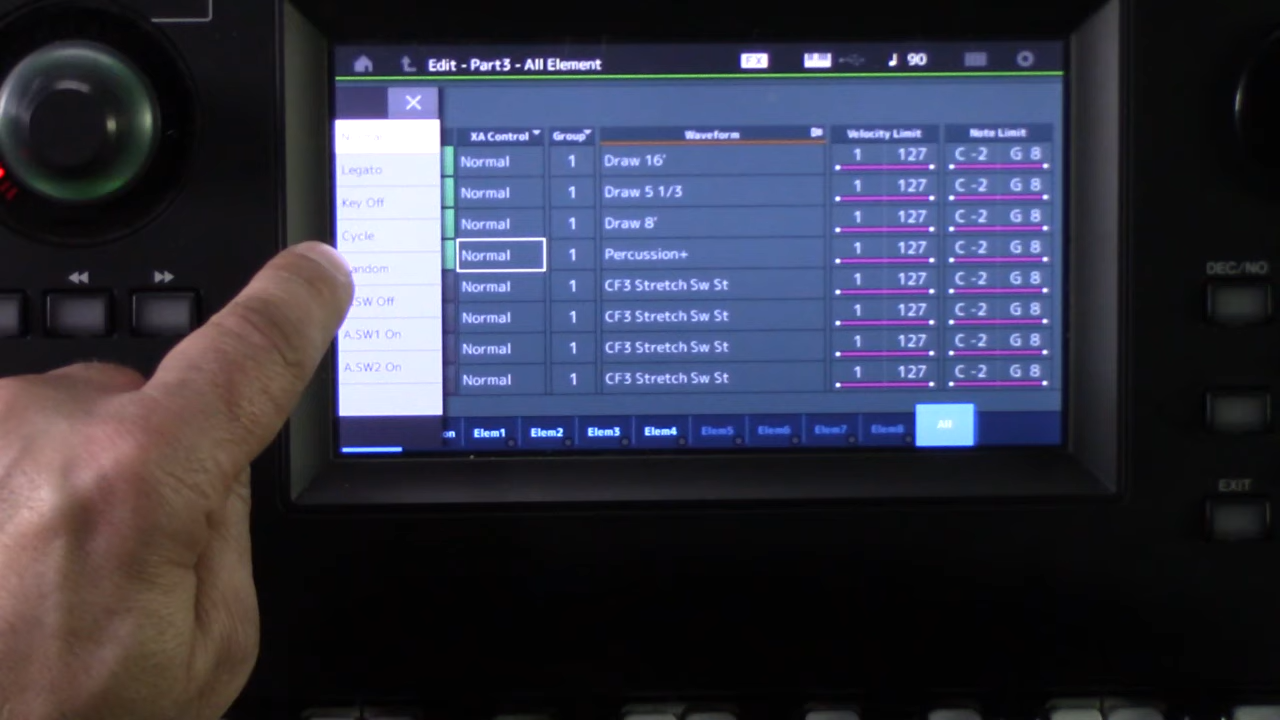 Edit - Part3 - All Element FX 90
XA Control Group Waveform Velocity Limit Note Limit
Normal 1 Draw 16' 1 127 C -2 G 8
Normal 1 Draw 5 1/3 1 127 C -2 G 8
Normal 1 Draw 8' 1 127 C -2 G 8
Normal 1 Percussion+ 1 127 C -2 G 8
Normal 1 CF3 Stretch Sw St 1 127 C -2 G 8
Normal 1 CF3 Stretch Sw St 1 127 C -2 G 8
Normal 1 CF3 Stretch Sw St 1 127 C -2 G 8
Normal 1 CF3 Stretch Sw St 1 127 C -2 G 8
Legato
Key Off
Cycle
andom
SW Off
A.SW1 On
A.SW2 On
on Elem1 Elem2 Elem3 Elem4 Elem5 Elem6 Elem7 Elem8 All
DEC/NO
EXIT